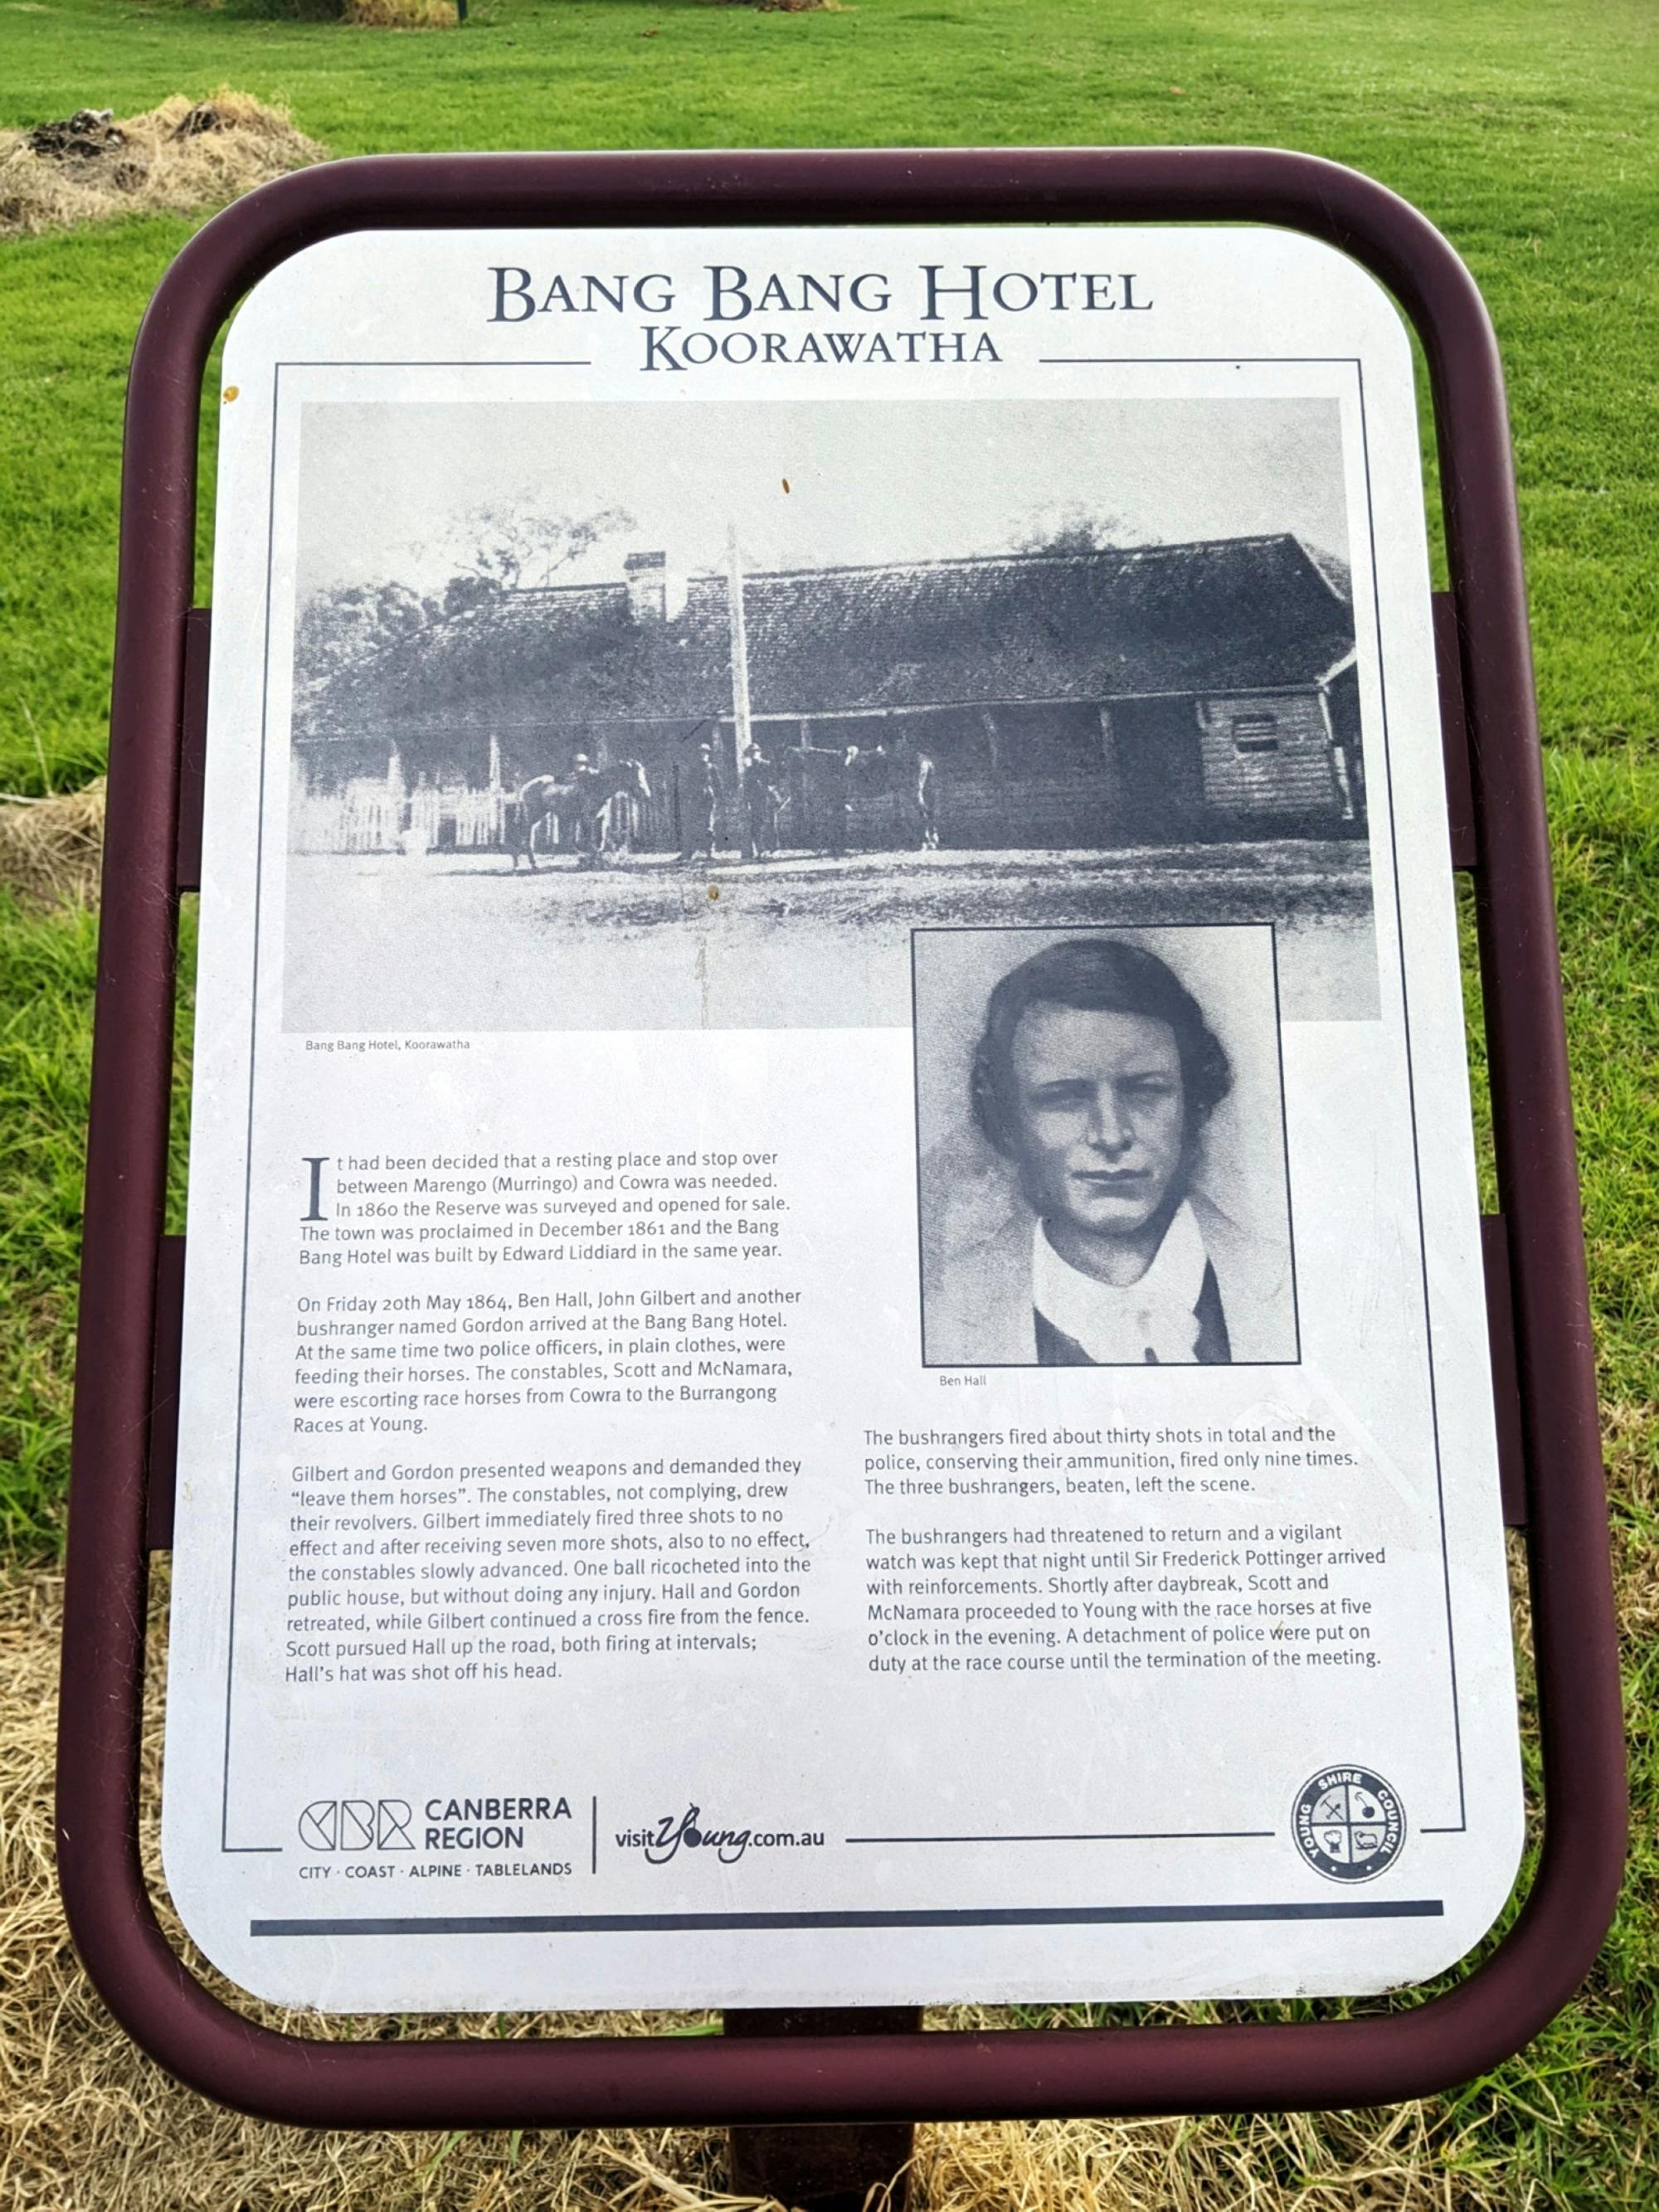 BANG BANG HOTEL
KOORAWATHA
Bang Bang Hotel, Koorawatha
It had been decided that a resting place and stop over
between Marengo (Murringo) and Cowra was needed.
In 1860 the Reserve was surveyed and opened for sale.
The town was proclaimed in December 1861 and the Bang
Bang Hotel was built by Edward Liddiard in the same year.
On Friday 20th May 1864, Ben Hall, John Gilbert and another
bushranger named Gordon arrived at the Bang Bang Hotel.
At the same time two police officers, in plain clothes, were
feeding their horses. The constables, Scott and McNamara,
were escorting race horses from Cowra to the Burrangong
Races at Young.
Gilbert and Gordon presented weapons and demanded they
“leave them horses”. The constables, not complying, drew
their revolvers. Gilbert immediately fired three shots to no
effect and after receiving seven more shots, also to no effect,
the constables slowly advanced. One ball ricocheted into the
public house, but without doing any injury. Hall and Gordon
retreated, while Gilbert continued a cross fire from the fence.
Scott pursued Hall up the road, both firing at intervals;
Hall's hat was shot off his head.
Ben Hall
The bushrangers fired about thirty shots in total and the
police, conserving their ammunition, fired only nine times.
The three bushrangers, beaten, left the scene.
The bushrangers had threatened to return and a vigilant
watch was kept that night until Sir Frederick Pottinger arrived
with reinforcements. Shortly after daybreak, Scott and
McNamara proceeded to Young with the race horses at five
o'clock in the evening. A detachment of police were put on
duty at the race course until the termination of the meeting.
CBR CANBERRA
REGION
CITY · COAST · ALPINE · TABLELANDS
visitYoung.com.au
YOUNG SHIRE COUNCIL